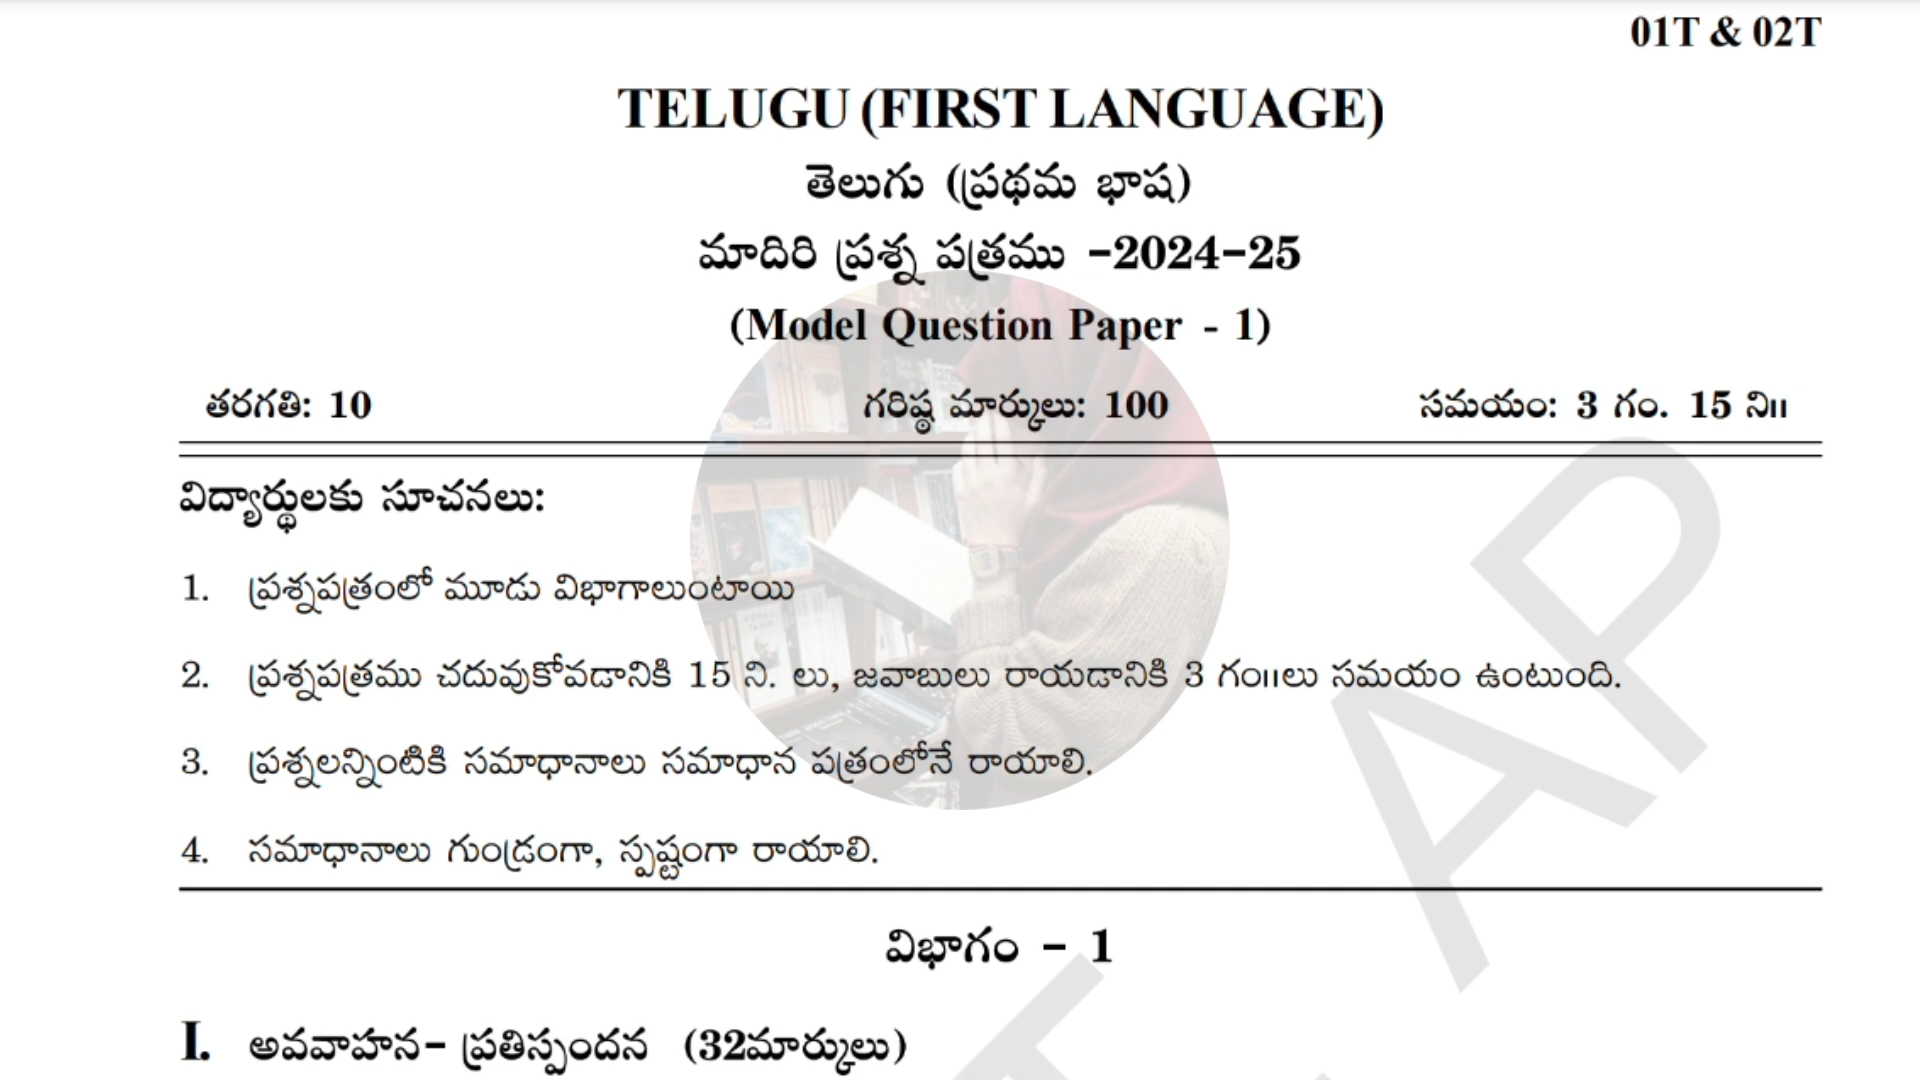 01T & 02T
TELUGU (FIRST LANGUAGE)
తెలుగు (ప్రథమ భాష)
మాదిరి ప్రశ్న పత్రము -2024-25
(Model Question Paper - 1)
తరగతి: 10 గరిష్ఠ మార్కులు: 100 సమయం: 3 గం. 15 ని॥
విద్యార్థులకు సూచనలు:
1. ప్రశ్నపత్రంలో మూడు విభాగాలుంటాయి
2. ప్రశ్నపత్రము చదువుకోవడానికి 15 ని. లు, జవాబులు రాయడానికి 3 గం॥లు సమయం ఉంటుంది.
3. ప్రశ్నలన్నింటికి సమాధానాలు సమాధాన పత్రంలోనే రాయాలి.
4. సమాధానాలు గుండ్రంగా, స్పష్టంగా రాయాలి.
విభాగం - 1
I. అవవాహన- ప్రతిస్పందన (32మార్కులు)
AP